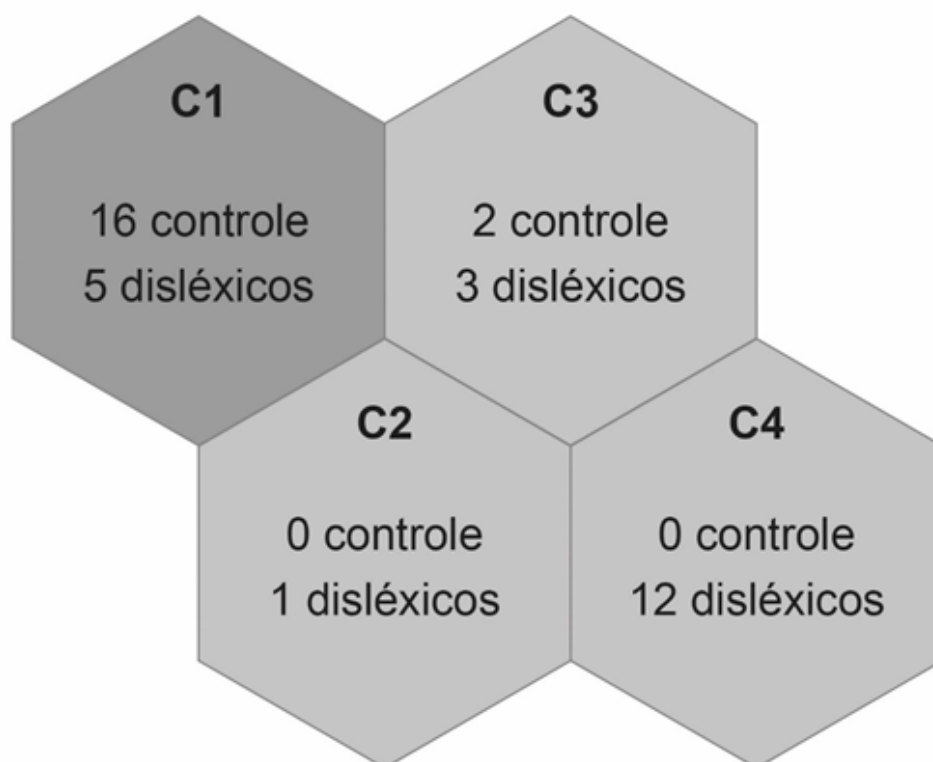 C1
16 controle
5 disléxicos
C3
2 controle
3 disléxicos
C2
0 controle
1 disléxicos
C4
0 controle
12 disléxicos